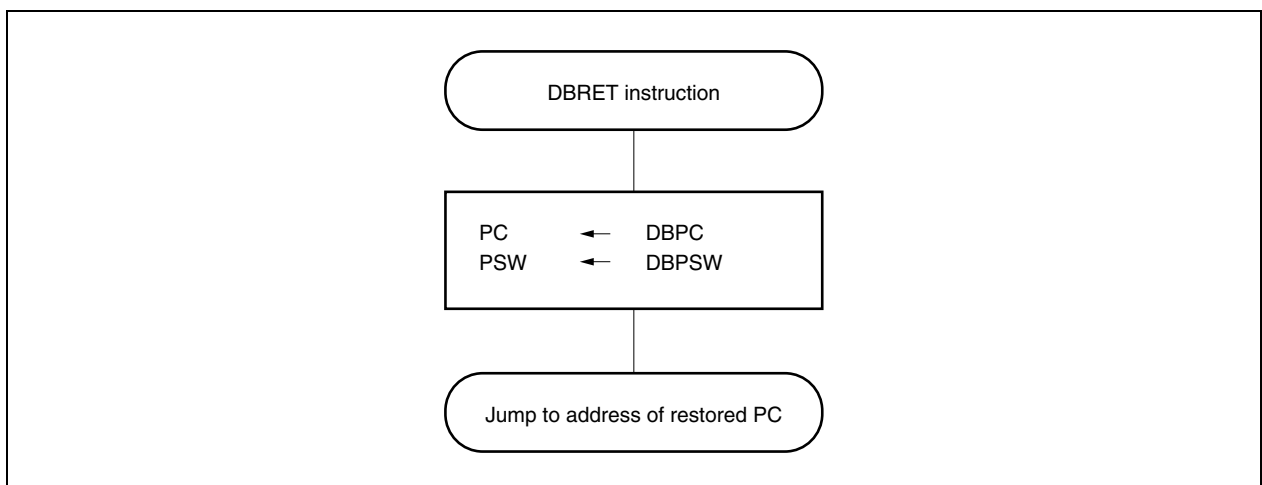 DBRET instruction
PC ← DBPC
PSW ← DBPSW
Jump to address of restored PC